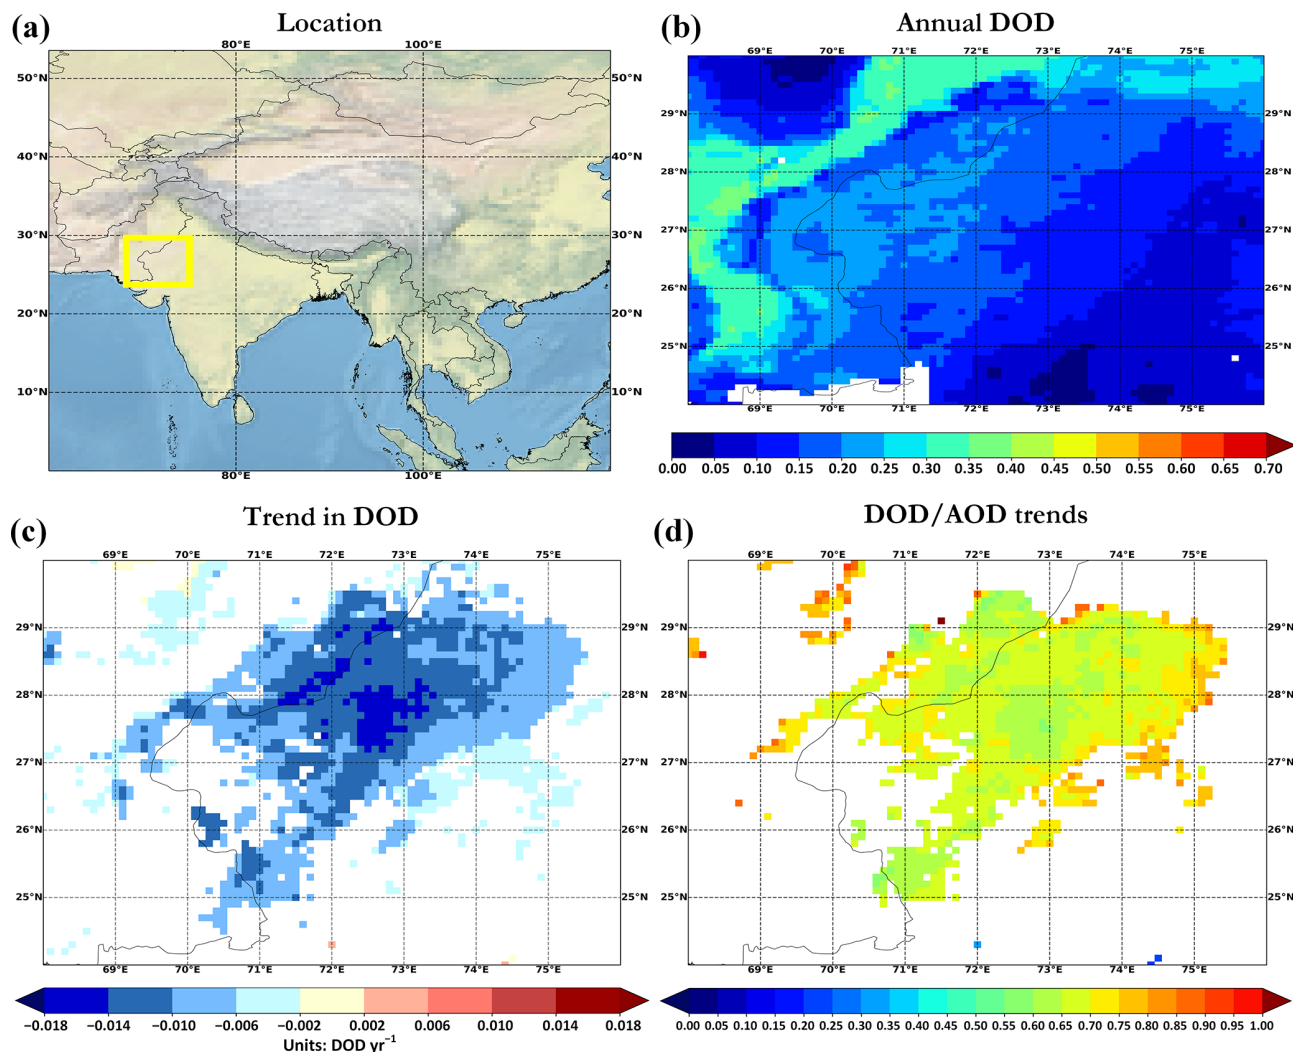 (a) Location
80°E 100°E
50°N 50°N
40°N 40°N
30°N 30°N
20°N 20°N
10°N 10°N
80°E 100°E
(b) Annual DOD
69°E 70°E 71°E 72°E 73°E 74°E 75°E
29°N 29°N
28°N 28°N
27°N 27°N
26°N 26°N
25°N 25°N
69°E 70°E 71°E 72°E 73°E 74°E 75°E
0.00 0.05 0.10 0.15 0.20 0.25 0.30 0.35 0.40 0.45 0.50 0.55 0.60 0.65 0.70
(c) Trend in DOD
69°E 70°E 71°E 72°E 73°E 74°E 75°E
29°N 29°N
28°N 28°N
27°N 27°N
26°N 26°N
25°N 25°N
69°E 70°E 71°E 72°E 73°E 74°E 75°E
−0.018 −0.014 −0.010 −0.006 −0.002 0.002 0.006 0.010 0.014 0.018
Units: DOD yr⁻¹
(d) DOD/AOD trends
69°E 70°E 71°E 72°E 73°E 74°E 75°E
29°N 29°N
28°N 28°N
27°N 27°N
26°N 26°N
25°N 25°N
69°E 70°E 71°E 72°E 73°E 74°E 75°E
0.00 0.05 0.10 0.15 0.20 0.25 0.30 0.35 0.40 0.45 0.50 0.55 0.60 0.65 0.70 0.75 0.80 0.85 0.90 0.95 1.00